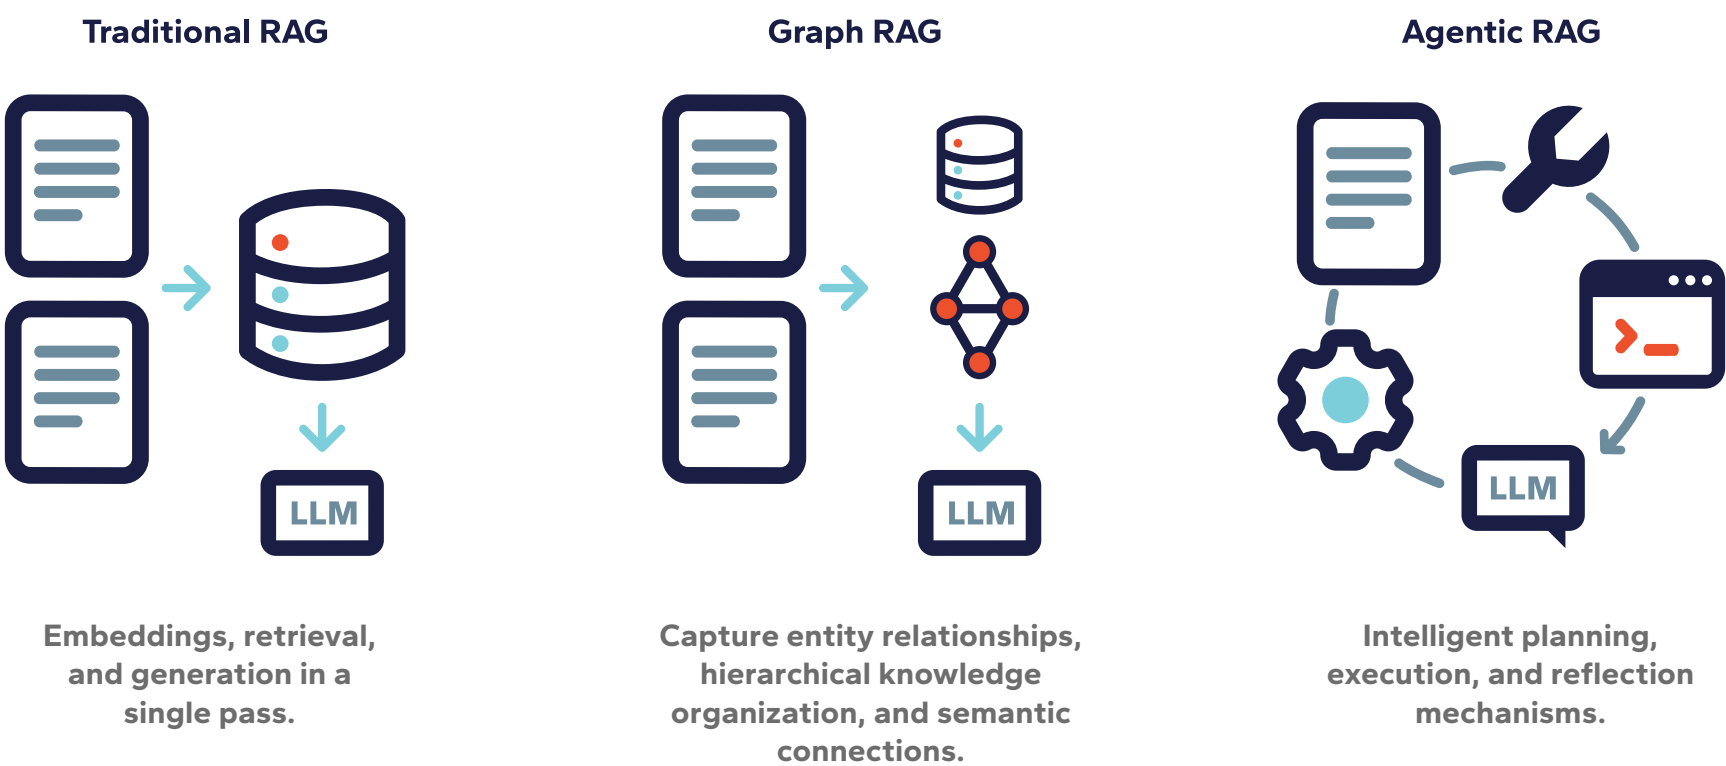 Traditional RAG
LLM
Embeddings, retrieval,
and generation in a
single pass.
Graph RAG
LLM
Capture entity relationships,
hierarchical knowledge
organization, and semantic
connections.
Agentic RAG
>_
LLM
Intelligent planning,
execution, and reflection
mechanisms.